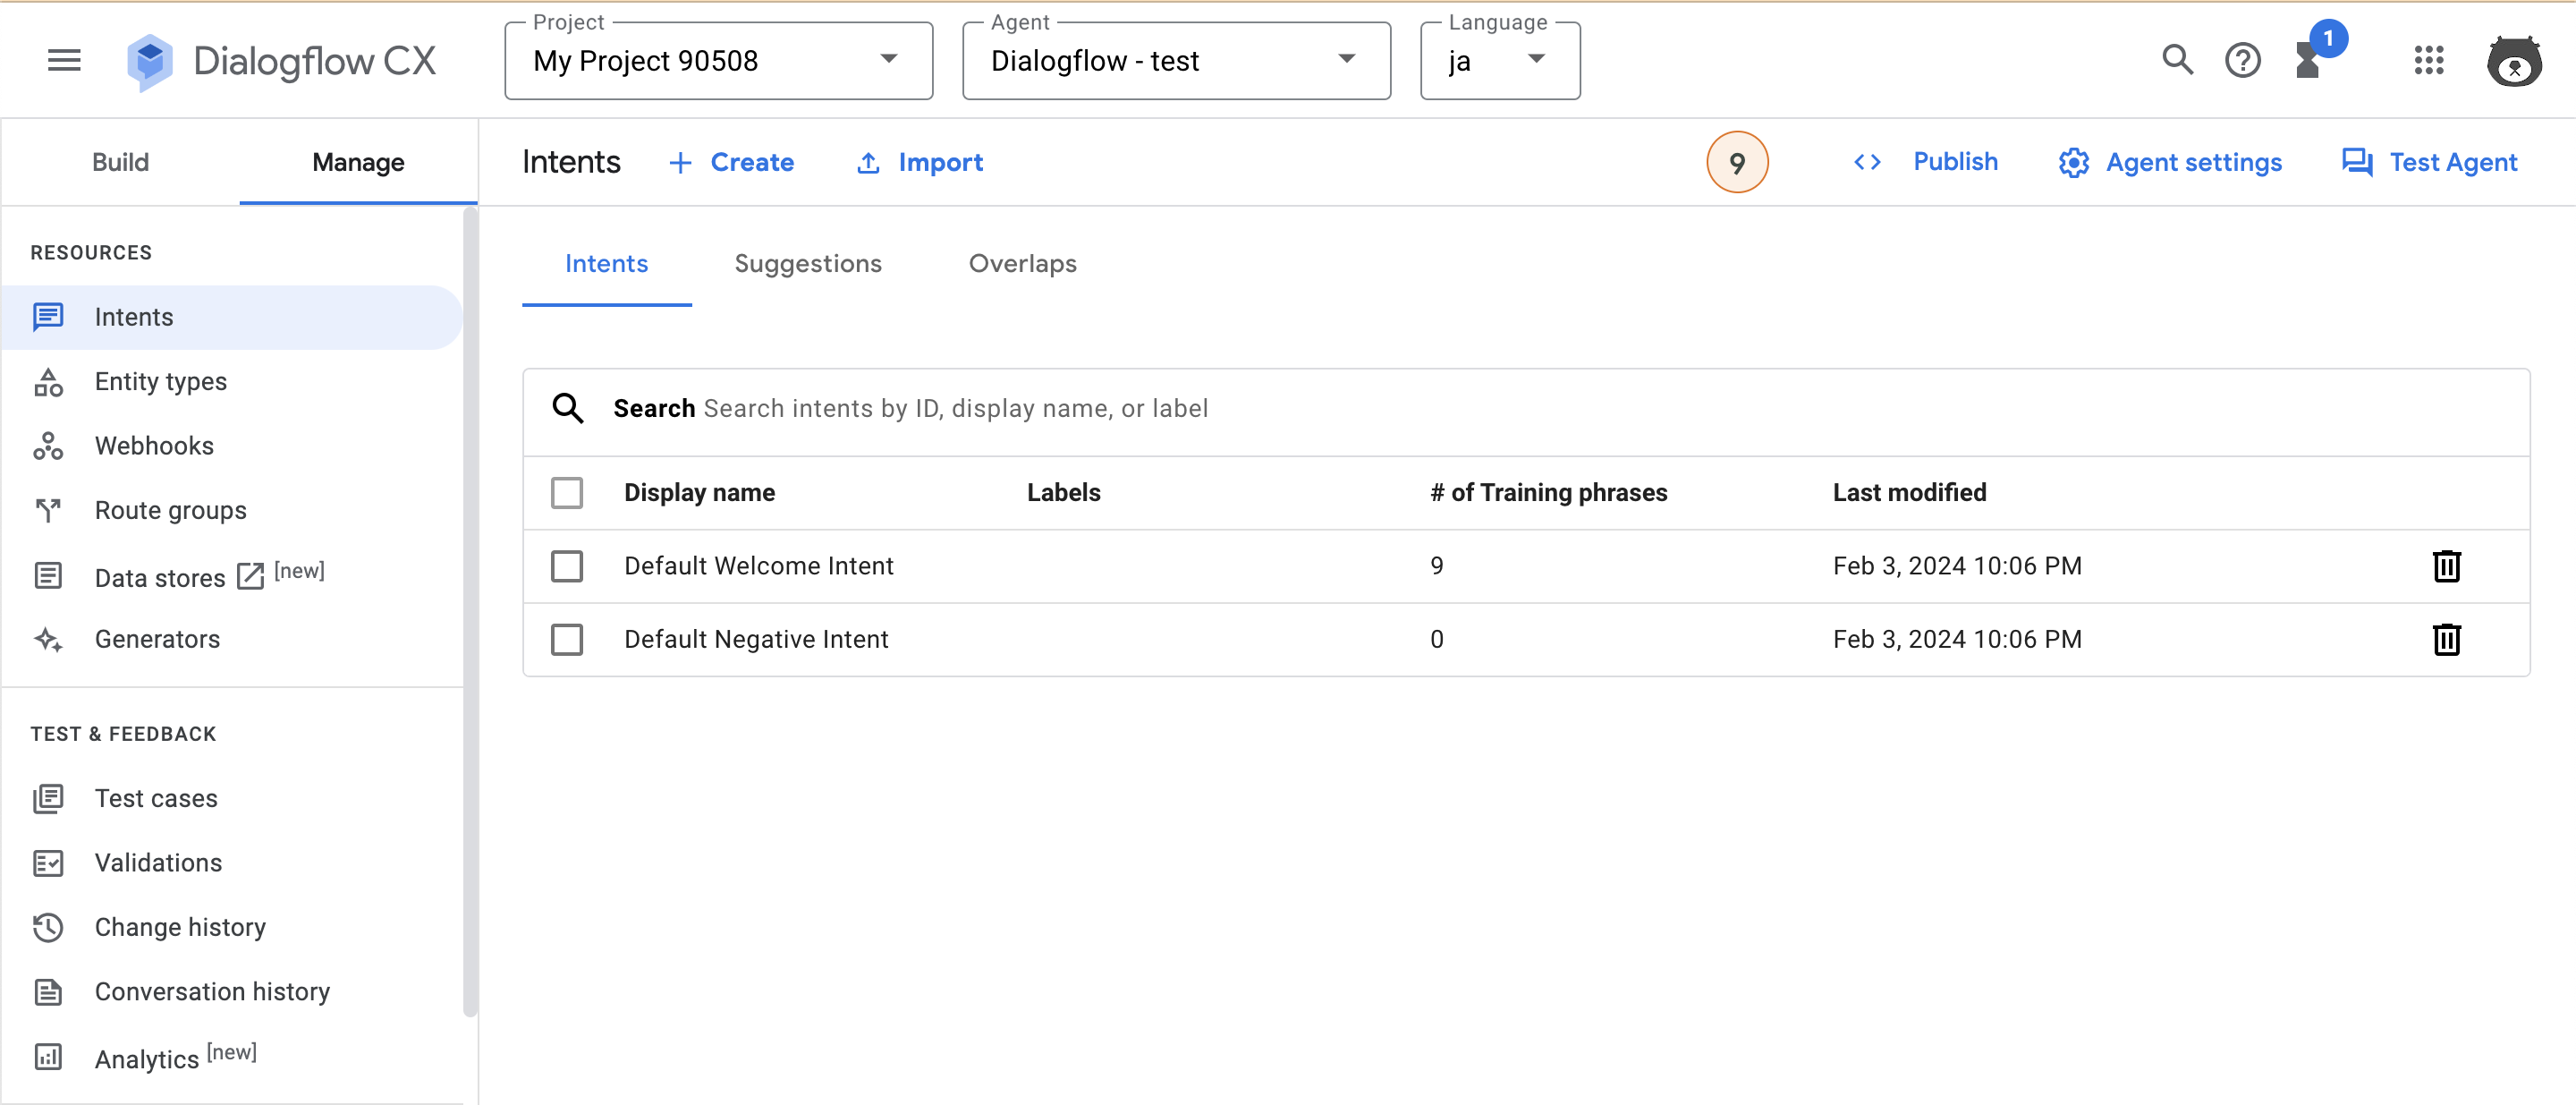 Dialogflow CX
Project
My Project 90508
Agent
Dialogflow - test
Language
ja
1
Build
Manage
Intents
Create
Import
9
Publish
Agent settings
Test Agent
RESOURCES
Intents
Entity types
Webhooks
Route groups
Data stores [new]
Generators
TEST & FEEDBACK
Test cases
Validations
Change history
Conversation history
Analytics [new]
Intents
Suggestions
Overlaps
Search Search intents by ID, display name, or label
Display name Labels # of Training phrases Last modified
Default Welcome Intent 9 Feb 3, 2024 10:06 PM
Default Negative Intent 0 Feb 3, 2024 10:06 PM